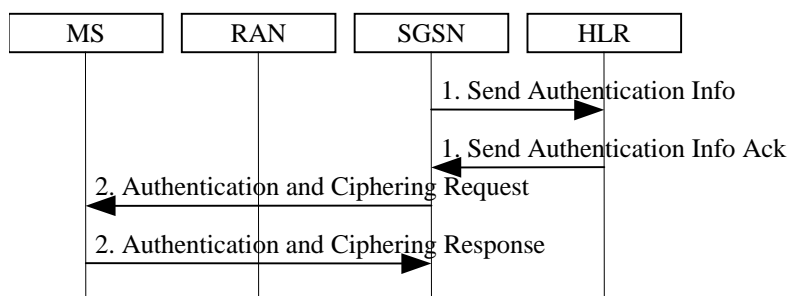 MS
RAN
SGSN
HLR
1. Send Authentication Info
1. Send Authentication Info Ack
2. Authentication and Ciphering Request
2. Authentication and Ciphering Response